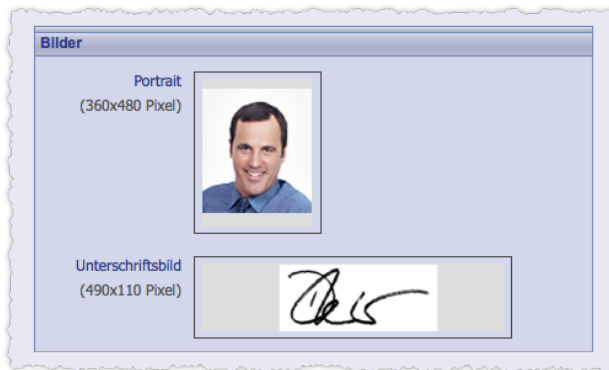 Bilder
Portrait
(360x480 Pixel)
Unterschriftsbild
(490x110 Pixel)